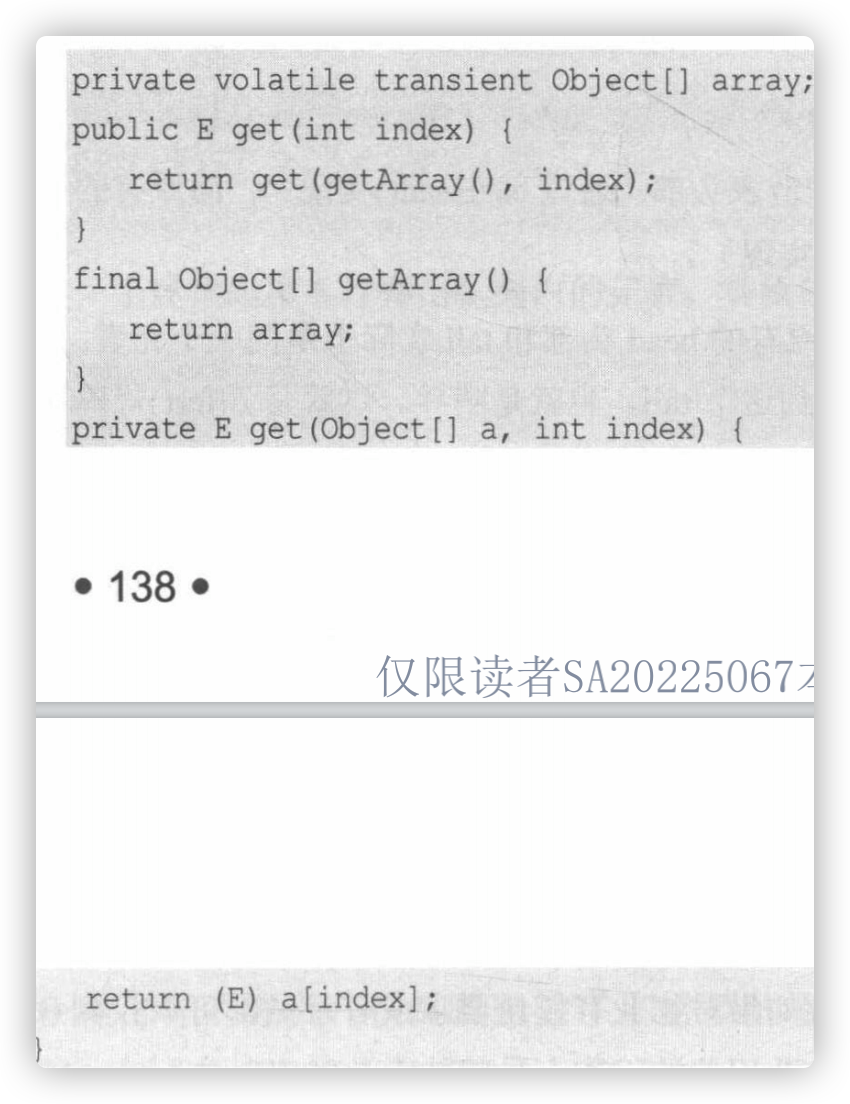 private volatile transient Object[] array;
public E get(int index) {
return get(getArray(), index);
}
final Object[] getArray() {
return array;
}
private E get(Object[] a, int index) {
• 138 •
仅限读者SA20225067本
return (E) a[index];
}